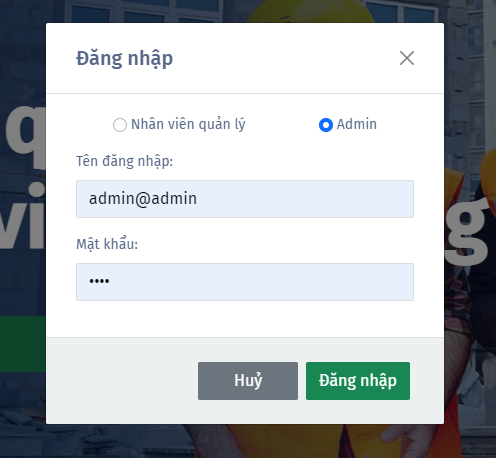 Đăng nhập
Nhân viên quản lý
Admin
Tên đăng nhập:
admin@admin
Mật khẩu:
••••
Huỷ
Đăng nhập